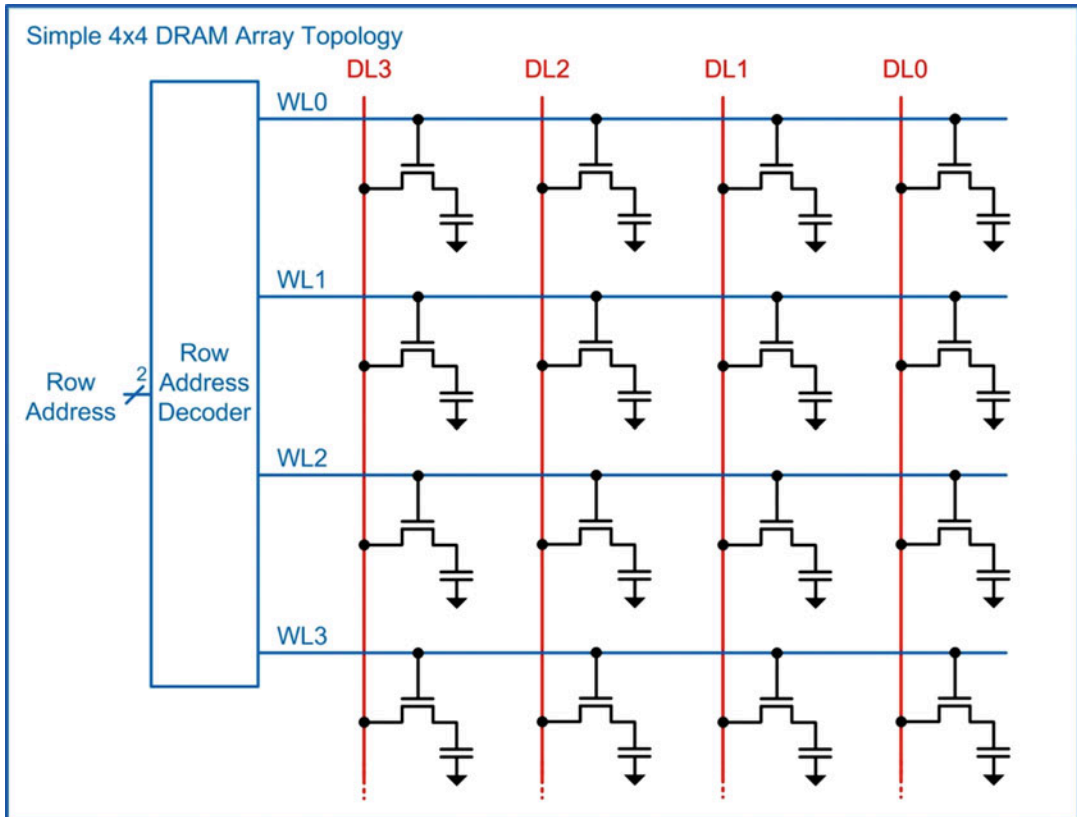 Simple 4x4 DRAM Array Topology
DL3
DL2
DL1
DL0
WL0
WL1
Row
Address
2
Row
Address
Decoder
WL2
WL3